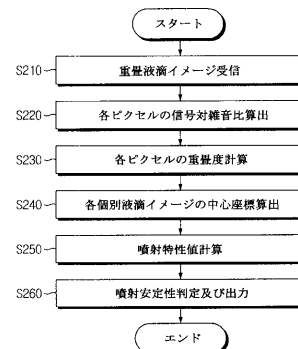 スタート
S210 重畳液滴イメージ受信
S220 各ピクセルの信号対雑音比算出
S230 各ピクセルの重畳度計算
S240 各個別液滴イメージの中心座標算出
S250 噴射特性値計算
S260 噴射安定性判定及び出力
エンド